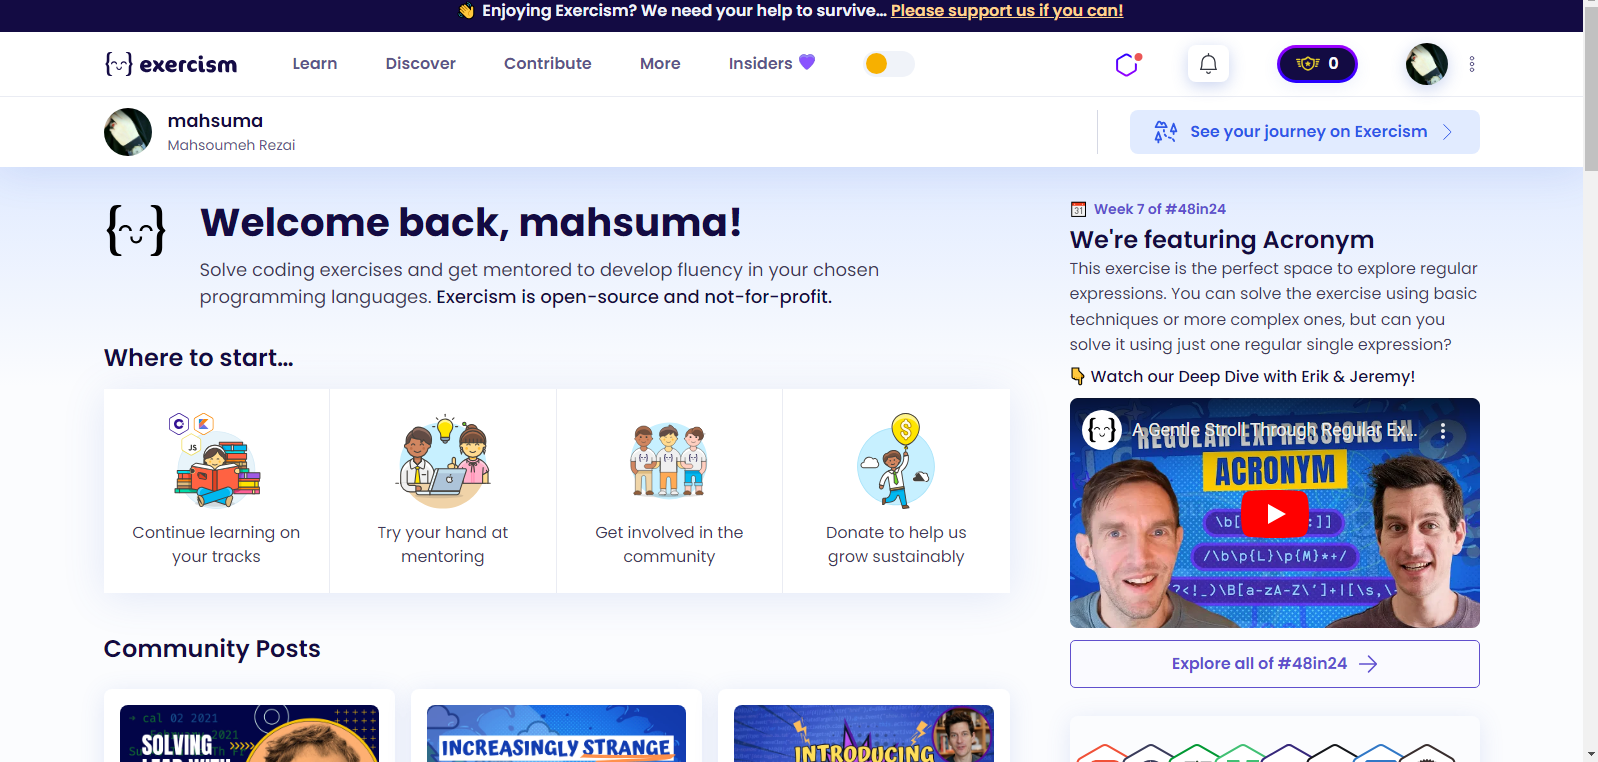 👋 Enjoying Exercism? We need your help to survive... Please support us if you can!
exercism
Learn
Discover
Contribute
More
Insiders 💜
0
mahsuma
Mahsoumeh Rezai
See your journey on Exercism
Welcome back, mahsuma!
Solve coding exercises and get mentored to develop fluency in your chosen
programming languages. Exercism is open-source and not-for-profit.
Where to start...
JS
Continue learning on
your tracks
Try your hand at
mentoring
Get involved in the
community
Donate to help us
grow sustainably
Community Posts
→ cal 02 2021
SOLVING
INCREASINGLY STRANGE
INTRODUCING
Week 7 of #48in24
We're featuring Acronym
This exercise is the perfect space to explore regular
expressions. You can solve the exercise using basic
techniques or more complex ones, but can you
solve it using just one regular single expression?
👇 Watch our Deep Dive with Erik & Jeremy!
A Gentle Stroll Through Regular Ex...
REGULAR EXPRESSIONS IN
ACRONYM
/\b\p{L}\p{M}*+/
Explore all of #48in24